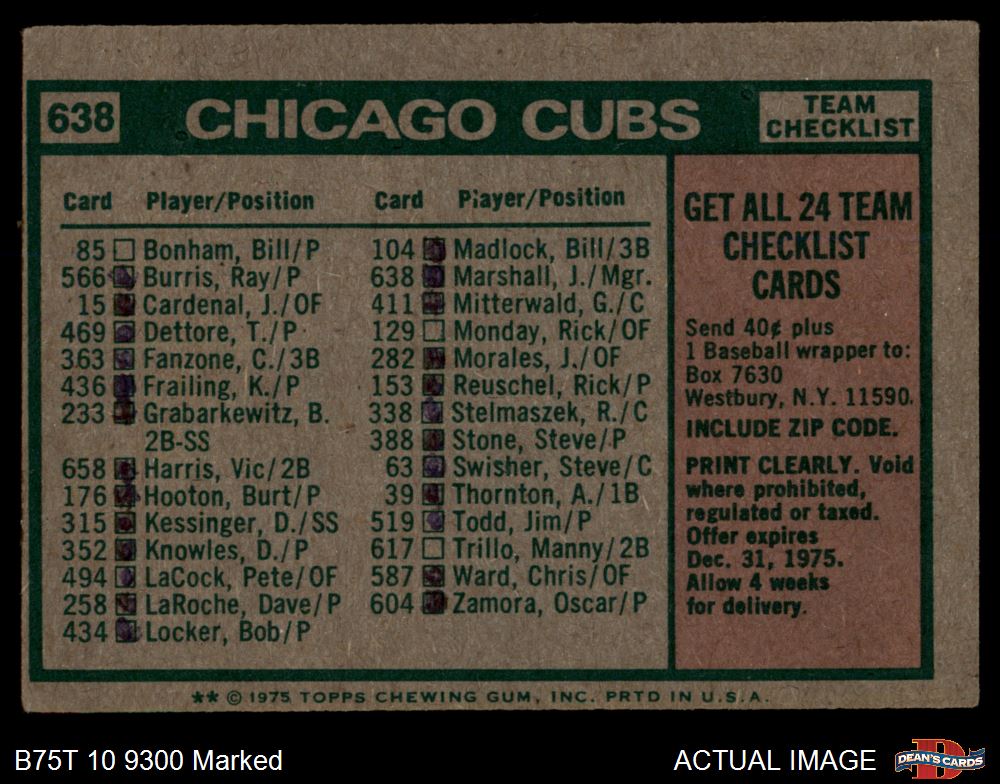 638
CHICAGO CUBS
TEAM
CHECKLIST
Card Player/Position
85 Bonham, Bill/P
566 Burris, Ray/P
15 Cardenal, J./OF
469 Dettore, T./P
363 Fanzone, C./3B
436 Frailing, K./P
233 Grabarkewitz, B.
2B-SS
658 Harris, Vic/2B
176 Hooton, Burt/P
315 Kessinger, D./SS
352 Knowles, D./P
494 LaCock, Pete/OF
258 LaRoche, Dave/P
434 Locker, Bob/P
Card Player/Position
104 Madlock, Bill/3B
638 Marshall, J./Mgr.
411 Mitterwald, G./C
129 Monday, Rick/OF
282 Morales, J./OF
153 Reuschel, Rick/P
338 Stelmaszek, R./C
388 Stone, Steve/P
63 Swisher, Steve/C
39 Thornton, A./1B
519 Todd, Jim/P
617 Trillo, Manny/2B
587 Ward, Chris/OF
604 Zamora, Oscar/P
GET ALL 24 TEAM
CHECKLIST
CARDS
Send 40¢ plus
1 Baseball wrapper to:
Box 7630
Westbury, N.Y. 11590.
INCLUDE ZIP CODE.
PRINT CLEARLY. Void
where prohibited,
regulated or taxed.
Offer expires
Dec. 31, 1975.
Allow 4 weeks
for delivery.
** © 1975 TOPPS CHEWING GUM, INC. PRTD IN U.S.A.
B75T 10 9300 Marked
ACTUAL IMAGE
D
DEAN'S CARDS